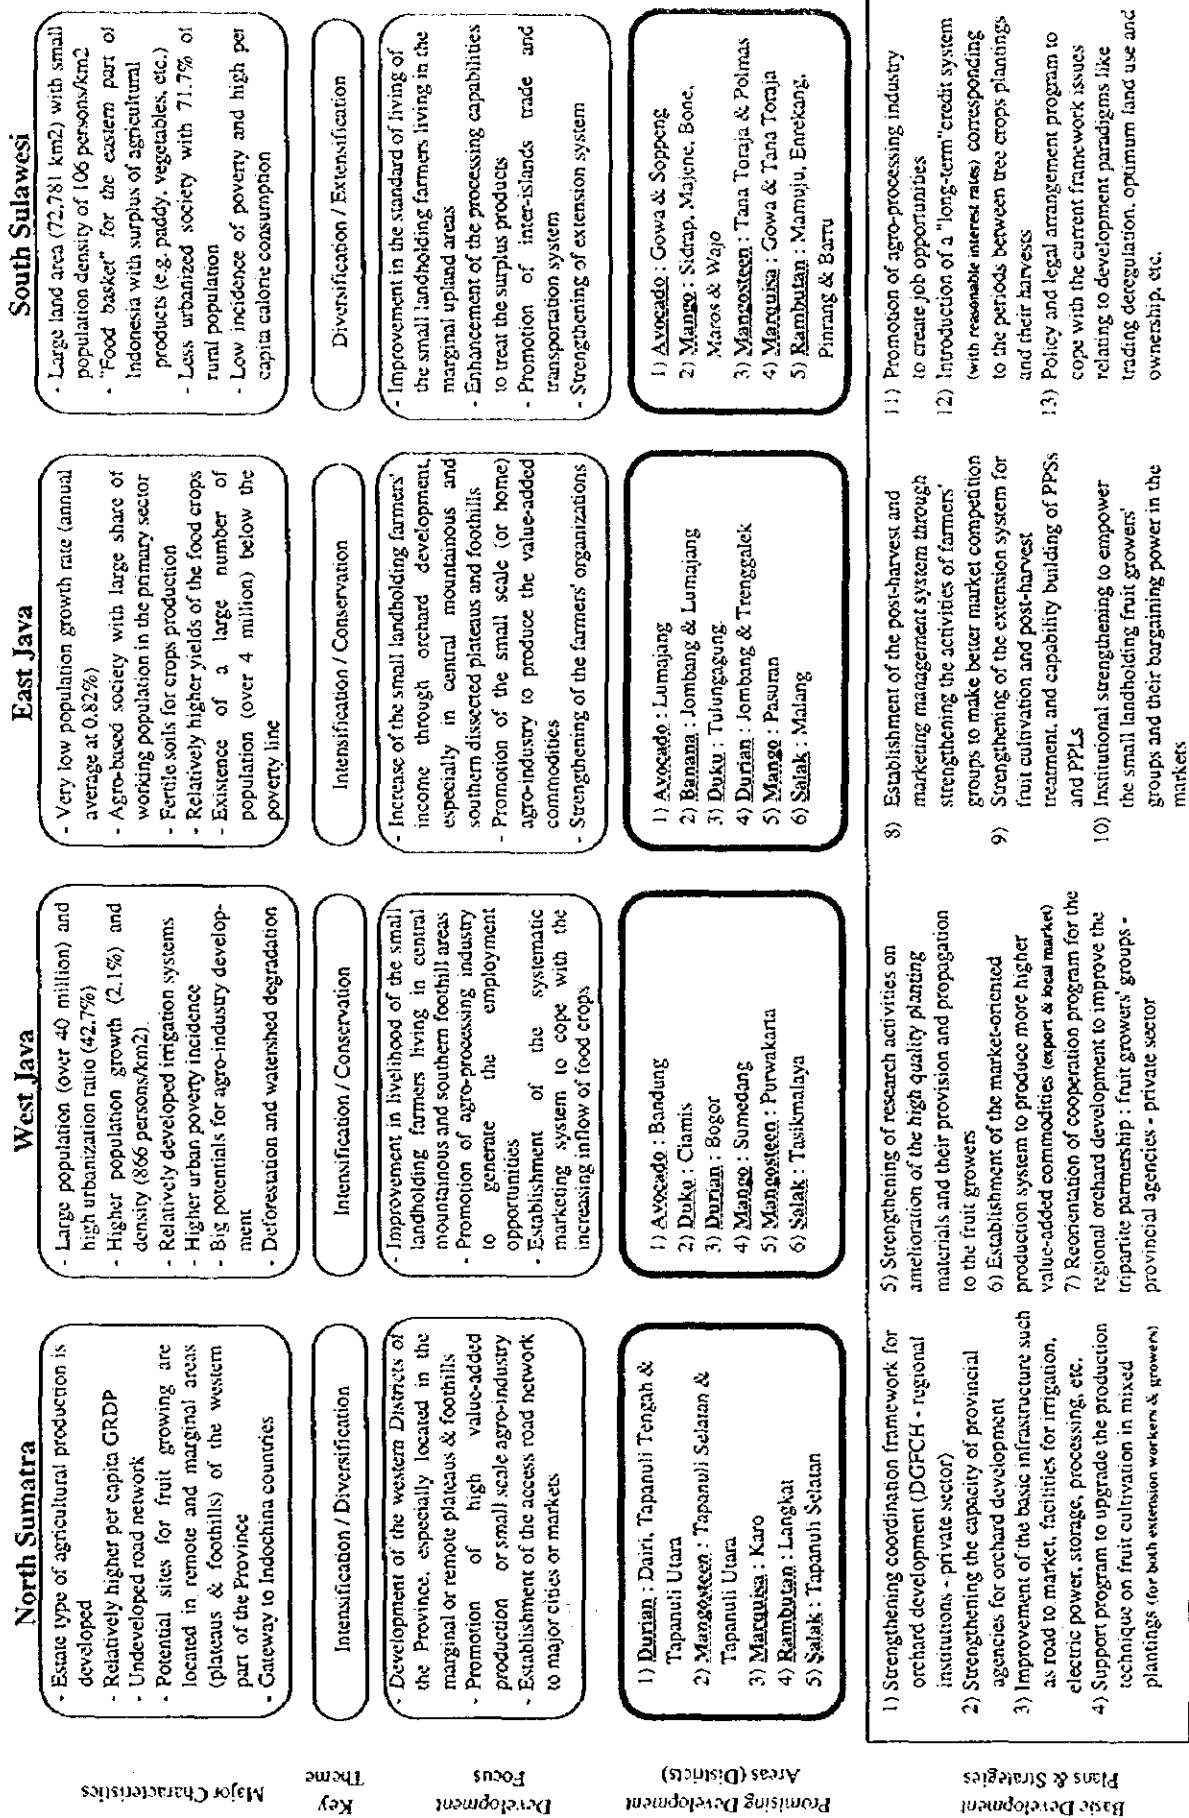 North Sumatra
- Estate type of agricultural production is
developed
- Relatively higher per capita GRDP
- Undeveloped road network
- Potential sites for fruit growing are
located in remote and marginal areas
(plateaus & foothills) of the western
part of the Province
- Gateway to Indochina countries
West Java
- Large population (over 40 million) and
high urbanization ratio (42.7%)
- Higher population growth (2.1%) and
density (866 persons/km2)
- Relatively developed irrigation systems
- Higher urban poverty incidence
- Big potentials for agro-industry develop-
ment
- Deforestation and watershed degradation
East Java
- Very low population growth rate (annual
average at 0.82%)
- Agro-based society with large share of
working population in the primary sector
- Fertile soils for crops production
- Relatively higher yields of the food crops
- Existence of a large number of
population (over 4 million) below the
poverty line
South Sulawesi
- Large land area (72,781 km2) with small
population density of 106 persons/km2
- "Food basket" for the eastern part of
Indonesia with surplus of agricultural
products (e.g. paddy, vegetables, etc.)
- Less urbanized society with 71.7% of
rural population
- Low incidence of poverty and high per
capita calorie consumption
Major Characteristics
Intensification / Diversification
Intensification / Conservation
Intensification / Conservation
Diversification / Extensification
Key
Theme
- Development of the western Districts of
the Province, especially located in the
marginal or remote plateaus & foothills
- Promotion of high value-added
production or small scale agro-industry
- Establishment of the access road network
to major cities or markets
- Improvement in livelihood of the small
landholding farmers living in central
mountainous and southern foothill areas
- Promotion of agro-processing industry
to generate the employment
opportunities
- Establishment of the systematic
marketing system to cope with the
increasing inflow of food crops
- Increase of the small landholding farmers'
income through orchard development,
especially in central mountainous and
southern dissected plateaus and foothills
- Promotion of the small scale (or home)
agro-industry to produce the value-added
commodities
- Strengthening of the farmers' organizations
- Improvement in the standard of living of
the small landholding farmers living in the
marginal upland areas
- Enhancement of the processing capabilities
to treat the surplus products
- Promotion of inter-islands trade and
transportation system
- Strengthening of extension system
Development
Focus
1) Durian : Dairi, Tapanuli Tengah &
Tapanuli Utara
2) Mangosteen : Tapanuli Selatan &
Tapanuli Utara
3) Marquisa : Karo
4) Rambutan : Langkat
5) Salak : Tapanuli Selatan
1) Avocado : Bandung
2) Duku : Ciamis
3) Durian : Bogor
4) Mango : Sumedang
5) Mangosteen : Purwakarta
6) Salak : Tasikmalaya
1) Avocado : Lumajang
2) Banana : Jombang & Lumajang
3) Duku : Tulungagung
4) Durian : Jombang & Trenggalek
5) Mango : Pasuran
6) Salak : Malang
1) Avocado : Gowa & Soppeng
2) Mango : Sidrap, Majene, Bone,
Maros & Wajo
3) Mangosteen : Tana Toraja & Polmas
4) Marquisa : Gowa & Tana Toraja
5) Rambutan : Mamuju, Enrekang,
Pinrang & Barru
Promising Development
Areas (Districts)
1) Strengthening coordination framework for
orchard development (DGFCH - regional
institutions - private sector)
2) Strengthening the capacity of provincial
agencies for orchard development
3) Improvement of the basic infrastructure such
as road to market, facilities for irrigation,
electric power, storage, processing, etc.
4) Support program to upgrade the production
technique on fruit cultivation in mixed
plantings (for both extension workers & growers)
5) Strengthening of research activities on
amelioration of the high quality planting
materials and their provision and propagation
to the fruit growers
6) Establishment of the market-oriented
production system to produce more higher
value-added commodities (export & local market)
7) Reorientation of cooperation program for the
regional orchard development to improve the
tripartite partnership : fruit growers' groups -
provincial agencies - private sector
8) Establishment of the post-harvest and
marketing management system through
strengthening the activities of farmers'
groups to make better market competition
9) Strengthening of the extension system for
fruit cultivation and post-harvest
treatment, and capability building of PPSs
and PPLs
10) Institutional strengthening to empower
the small landholding fruit growers'
groups and their bargaining power in the
markets
11) Promotion of agro-processing industry
to create job opportunities
12) Introduction of a "long-term" credit system
(with reasonable interest rates) corresponding
to the periods between tree crops plantings
and their harvests
13) Policy and legal arrangement program to
cope with the current framework issues
relating to development paradigms like
trading deregulation, optimum land use and
ownership, etc.
Basic Development
Plans & Strategies